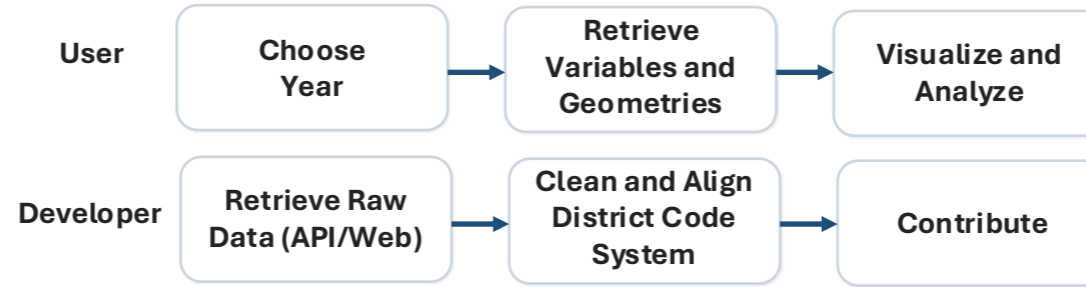 User
Choose
Year
Retrieve
Variables and
Geometries
Visualize and
Analyze
Developer
Retrieve Raw
Data (API/Web)
Clean and Align
District Code
System
Contribute